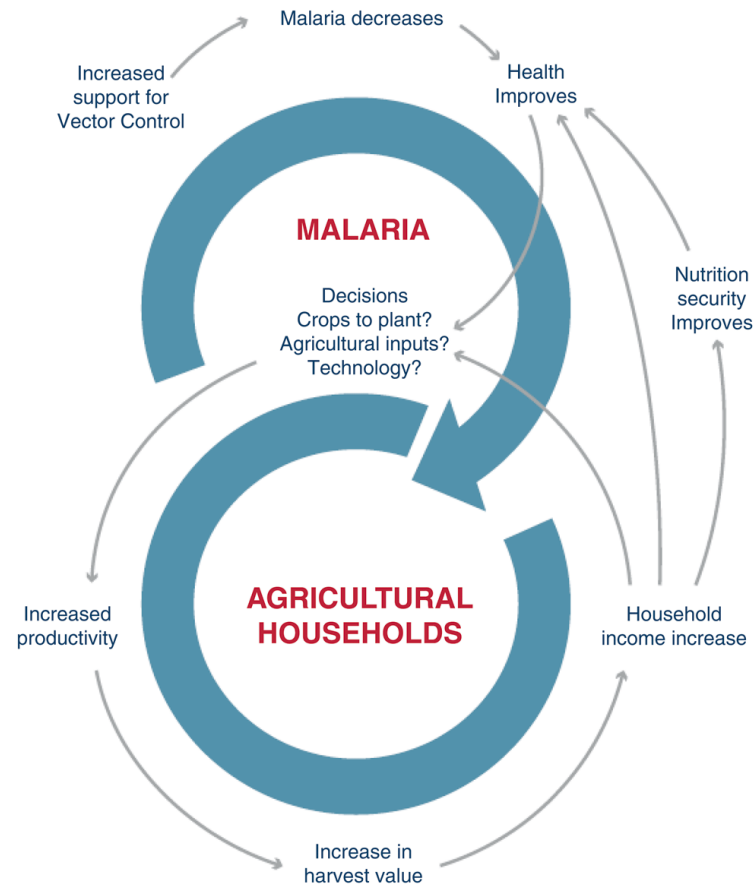 Malaria decreases
Increased
support for
Vector Control
Health
Improves
MALARIA
Decisions
Crops to plant?
Agricultural inputs?
Technology?
Nutrition
security
Improves
AGRICULTURAL
HOUSEHOLDS
Increased
productivity
Household
income increase
Increase in
harvest value